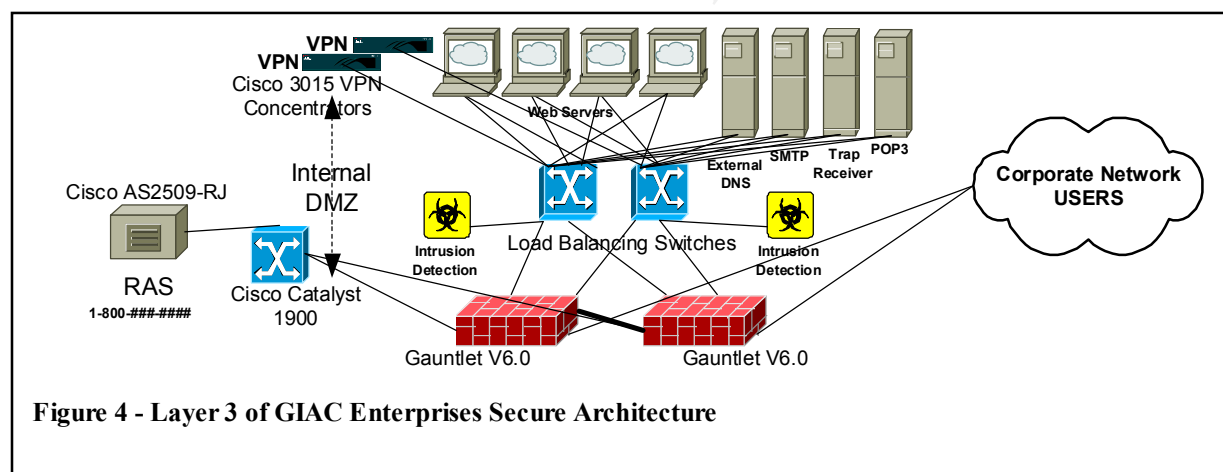 VPN
VPN
Cisco 3015 VPN
Concentrators
Web Servers
External
DNS
SMTP
Trap
Receiver
POP3
Corporate Network
USERS
Internal
DMZ
Cisco AS2509-RJ
RAS
1-800-###-####
Cisco Catalyst
1900
Intrusion
Detection
Load Balancing Switches
Intrusion
Detection
Gauntlet V6.0
Gauntlet V6.0
Figure 4 - Layer 3 of GIAC Enterprises Secure Architecture